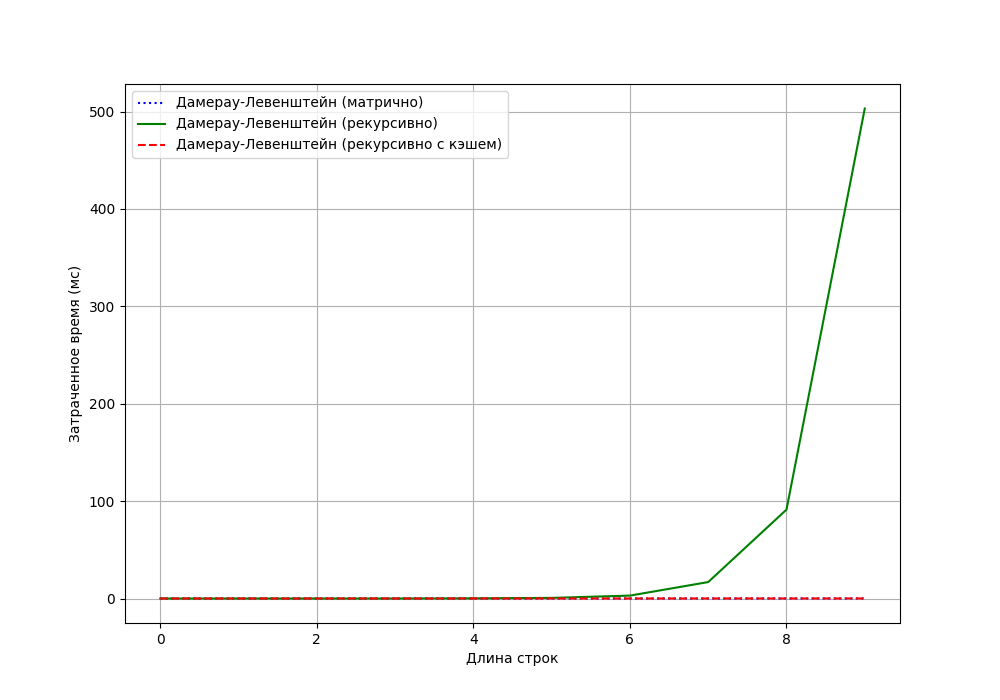 Дамерау-Левенштейн (матрично)
Дамерау-Левенштейн (рекурсивно)
Дамерау-Левенштейн (рекурсивно с кэшем)
500
400
300
200
100
0
Затраченное время (мс)
0 2 4 6 8
Длина строк